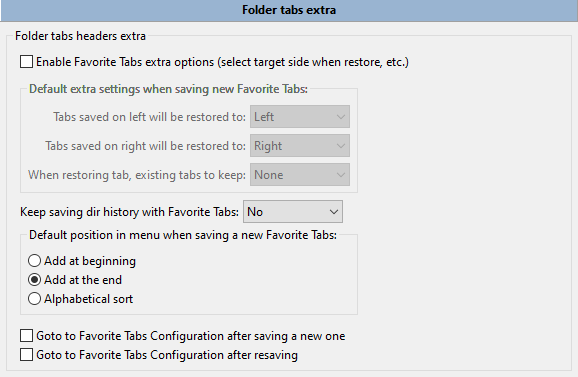 Folder tabs extra
Folder tabs headers extra
Enable Favorite Tabs extra options (select target side when restore, etc.)
Default extra settings when saving new Favorite Tabs:
Tabs saved on left will be restored to: Left
Tabs saved on right will be restored to: Right
When restoring tab, existing tabs to keep: None
Keep saving dir history with Favorite Tabs: No
Default position in menu when saving a new Favorite Tabs:
Add at beginning
Add at the end
Alphabetical sort
Goto to Favorite Tabs Configuration after saving a new one
Goto to Favorite Tabs Configuration after resaving